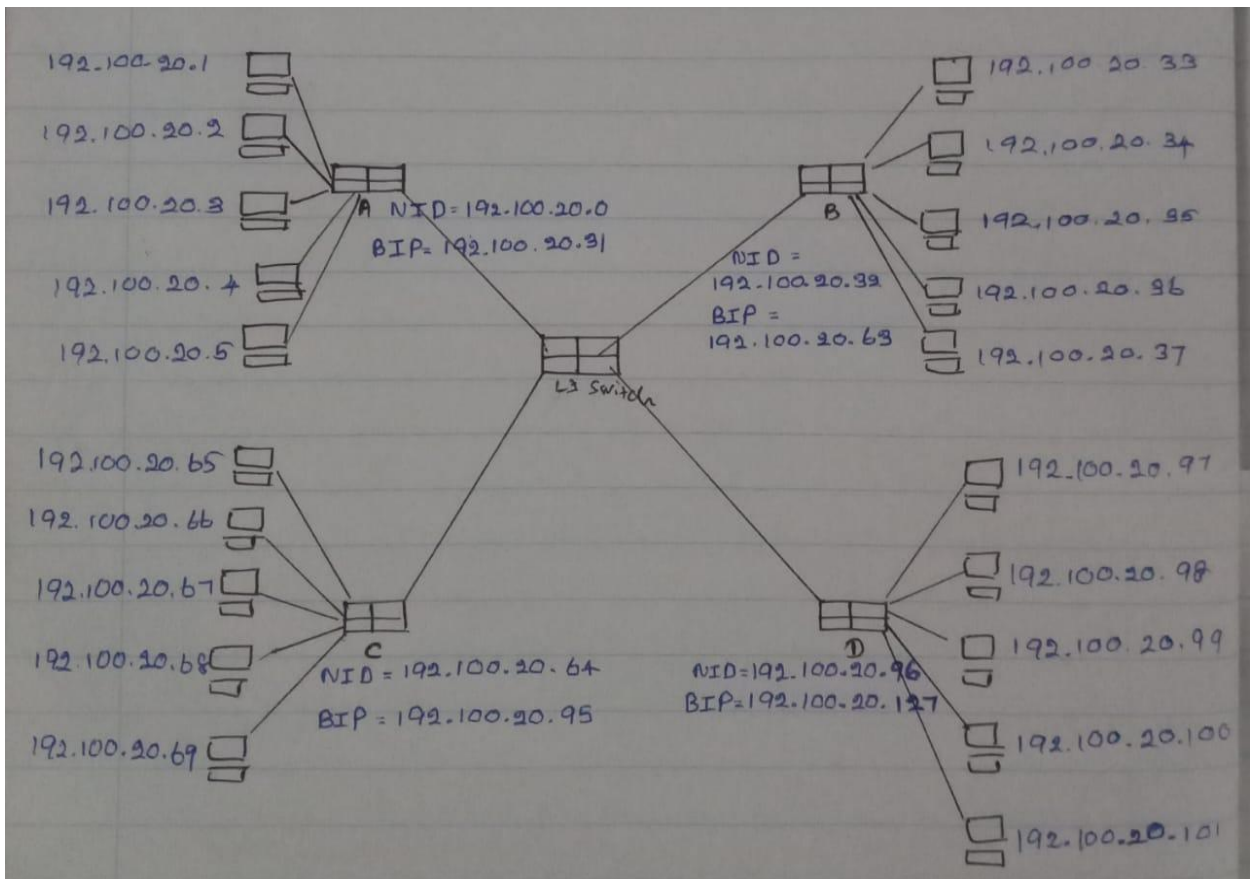 192.100.20.1
192.100.20.2
192.100.20.3
192.100.20.4
192.100.20.5
A NID=192.100.20.0
BIP= 192.100.20.31
192.100 20.33
192.100.20.34
192.100.20.35
192.100.20.36
192.100.20.37
B
NID =
192.100.20.32
BIP =
192.100.20.63
L3 Switch
192.100.20.65
192.100.20.66
192.100.20.67
192.100.20.68
192.100.20.69
C
NID = 192.100.20.64
BIP = 192.100.20.95
D
NID=192.100.20.96
BIP=192.100.20.127
192.100.20.97
192.100.20.98
192.100.20.99
192.100.20.100
192.100.20.101